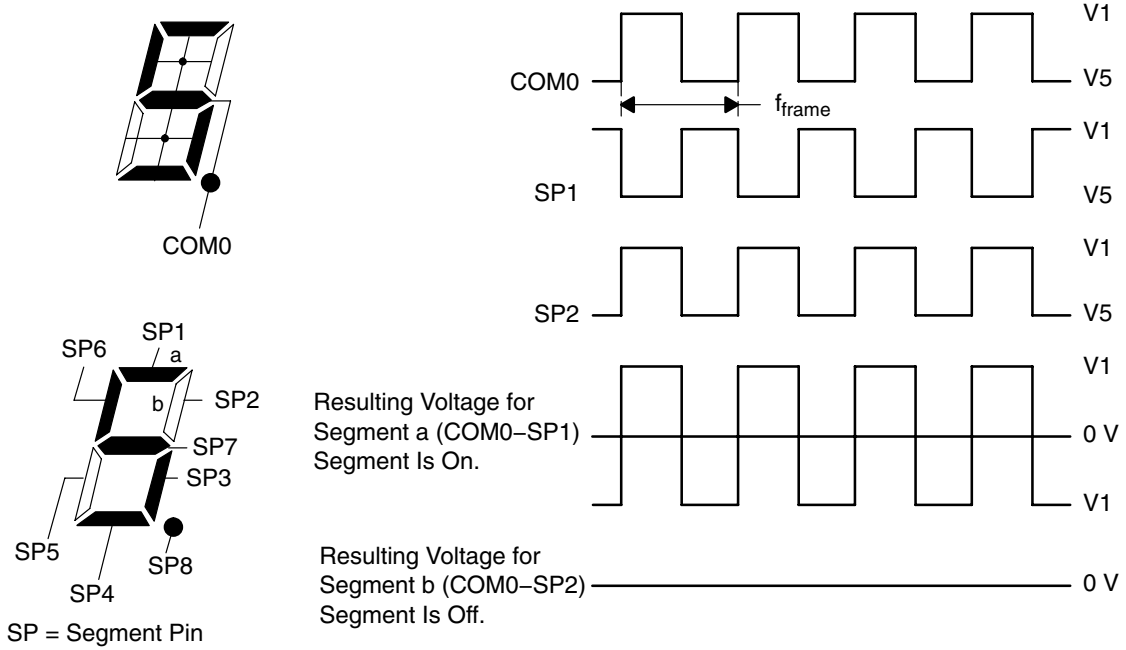 COM0
SP1
SP6
a
b
SP2
SP7
SP3
SP5
SP8
SP4
SP = Segment Pin
V1
COM0
V5
fframe
V1
SP1
V5
V1
SP2
V5
V1
Resulting Voltage for
Segment a (COM0−SP1)
Segment Is On.
0 V
V1
Resulting Voltage for
Segment b (COM0−SP2)
Segment Is Off.
0 V